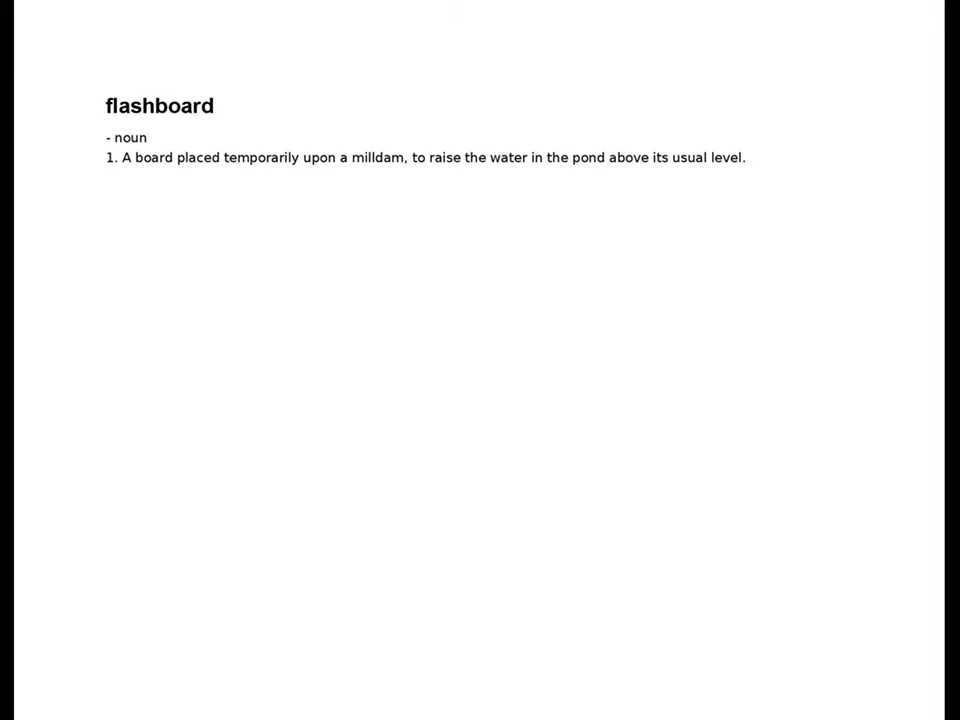 flashboard
- noun
1. A board placed temporarily upon a milldam, to raise the water in the pond above its usual level.